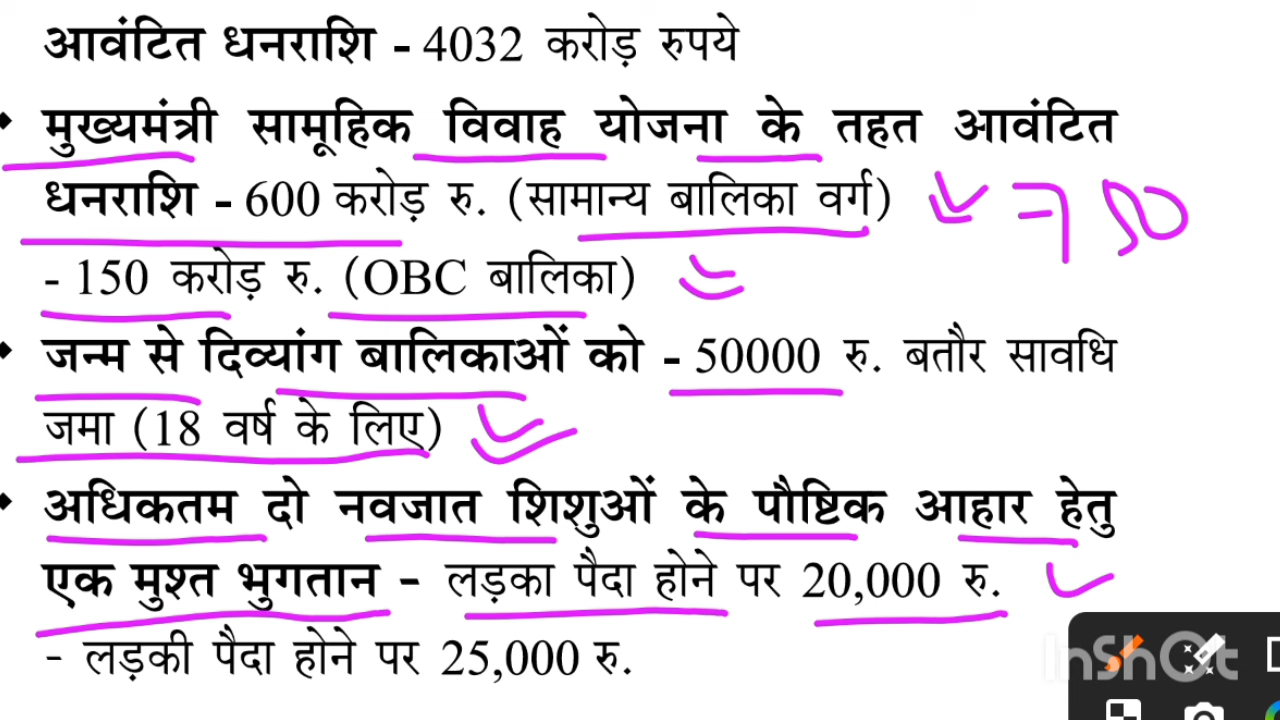 आवंटित धनराशि - 4032 करोड़ रुपये
मुख्यमंत्री सामूहिक विवाह योजना के तहत आवंटित
धनराशि - 600 करोड़ रु. (सामान्य बालिका वर्ग) 750
- 150 करोड़ रु. (OBC बालिका)
जन्म से दिव्यांग बालिकाओं को - 50000 रु. बतौर सावधि
जमा (18 वर्ष के लिए)
अधिकतम दो नवजात शिशुओं के पौष्टिक आहार हेतु
एक मुश्त भुगतान - लड़का पैदा होने पर 20,000 रु.
- लड़की पैदा होने पर 25,000 रु.
InShOt